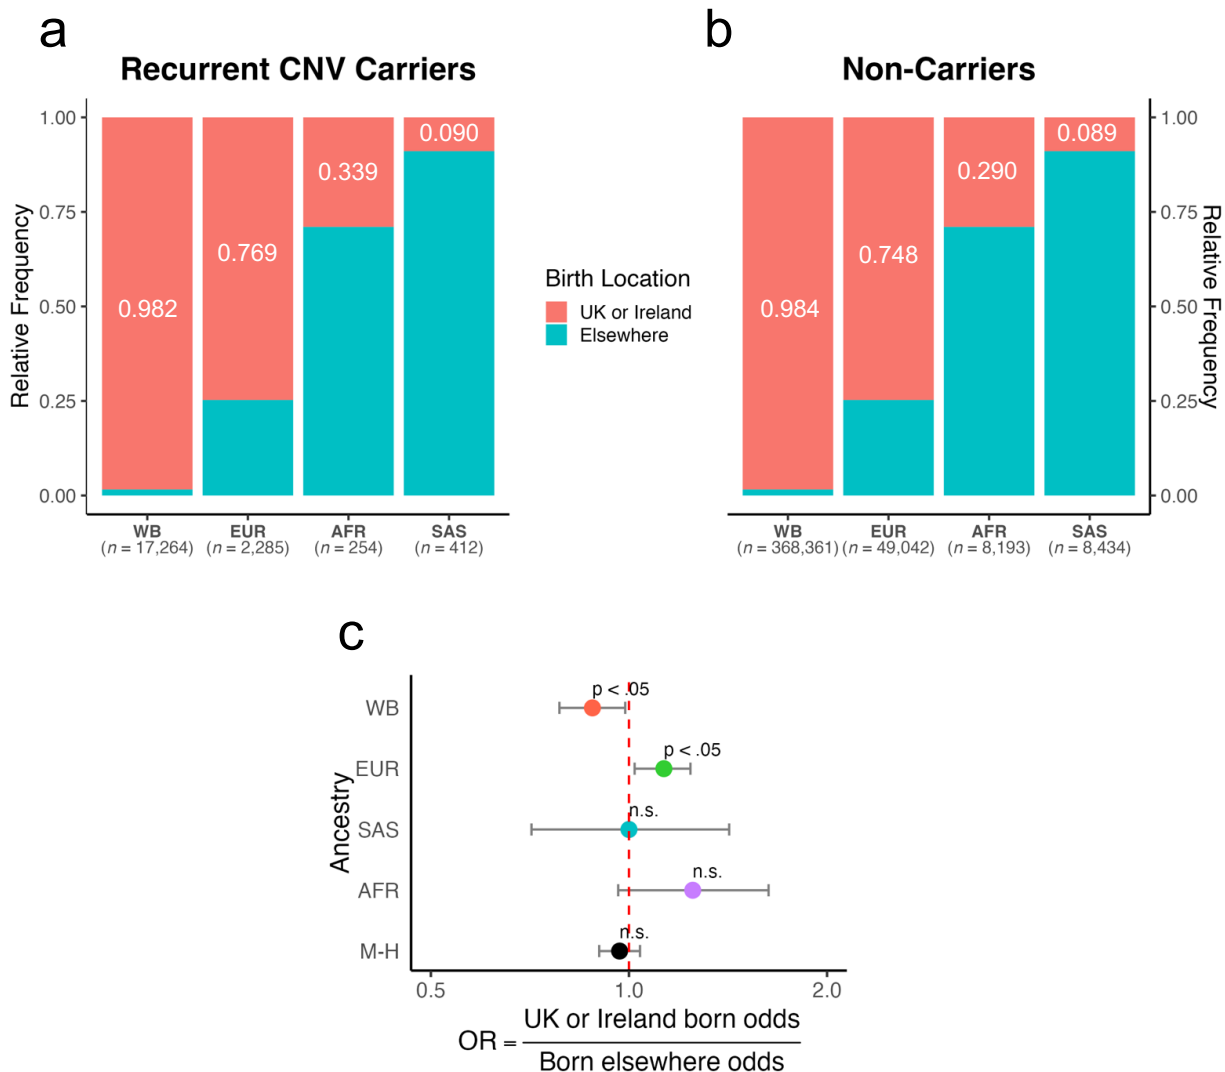 a
Recurrent CNV Carriers
Relative Frequency
1.00
0.75
0.50
0.25
0.00
0.982
0.769
0.339
0.090
WB
(n = 17,264)
EUR
(n = 2,285)
AFR
(n = 254)
SAS
(n = 412)
Birth Location
UK or Ireland
Elsewhere
b
Non-Carriers
0.984
0.748
0.290
0.089
1.00
0.75
0.50
0.25
0.00
Relative Frequency
WB
(n = 368,361)
EUR
(n = 49,042)
AFR
(n = 8,193)
SAS
(n = 8,434)
c
Ancestry
WB
p < .05
EUR
p < .05
SAS
n.s.
AFR
n.s.
M-H
n.s.
0.5
1.0
2.0
OR =
UK or Ireland born odds
Born elsewhere odds